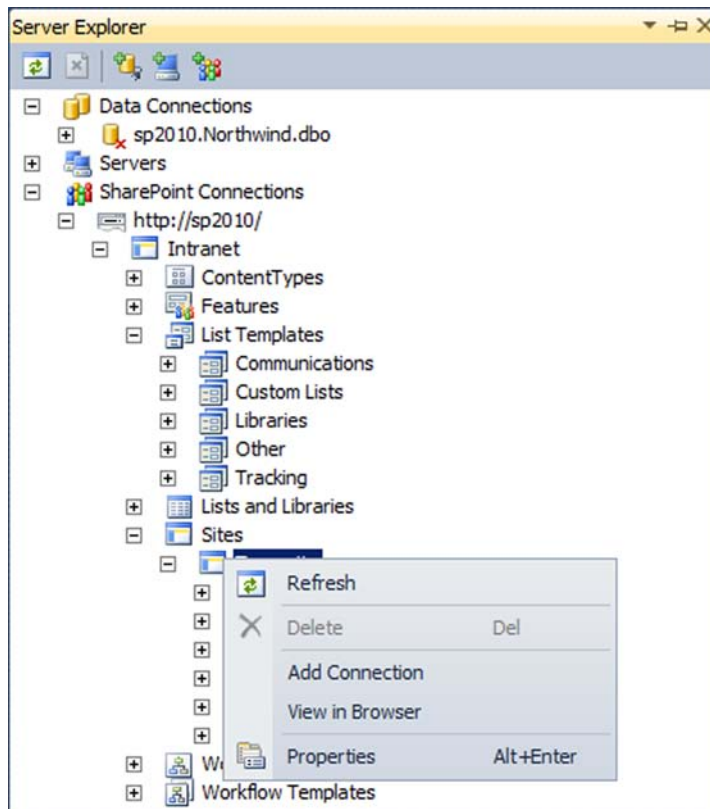 Server Explorer
Data Connections
sp2010.Northwind.dbo
Servers
SharePoint Connections
http://sp2010/
Intranet
ContentTypes
Features
List Templates
Communications
Custom Lists
Libraries
Other
Tracking
Lists and Libraries
Sites
Refresh
Delete Del
Add Connection
View in Browser
Properties Alt+Enter
Workflow Templates